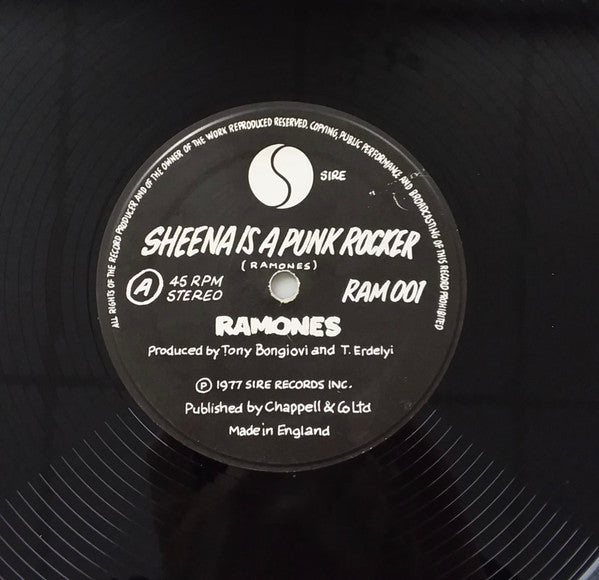 ALL RIGHTS OF THE RECORD PRODUCER AND OF THE OWNER OF THE WORK REPRODUCED RESERVED. COPYING, PUBLIC PERFORMANCE AND BROADCASTING OF THIS RECORD PROHIBITED
S SIRE
SHEENA IS A PUNK ROCKER
(RAMONES)
A 45 RPM RAM 001
STEREO
RAMONES
Produced by Tony Bongiovi and T. Erdelyi
Ⓟ 1977 SIRE RECORDS INC.
Published by Chappell & Co Ltd
Made in England